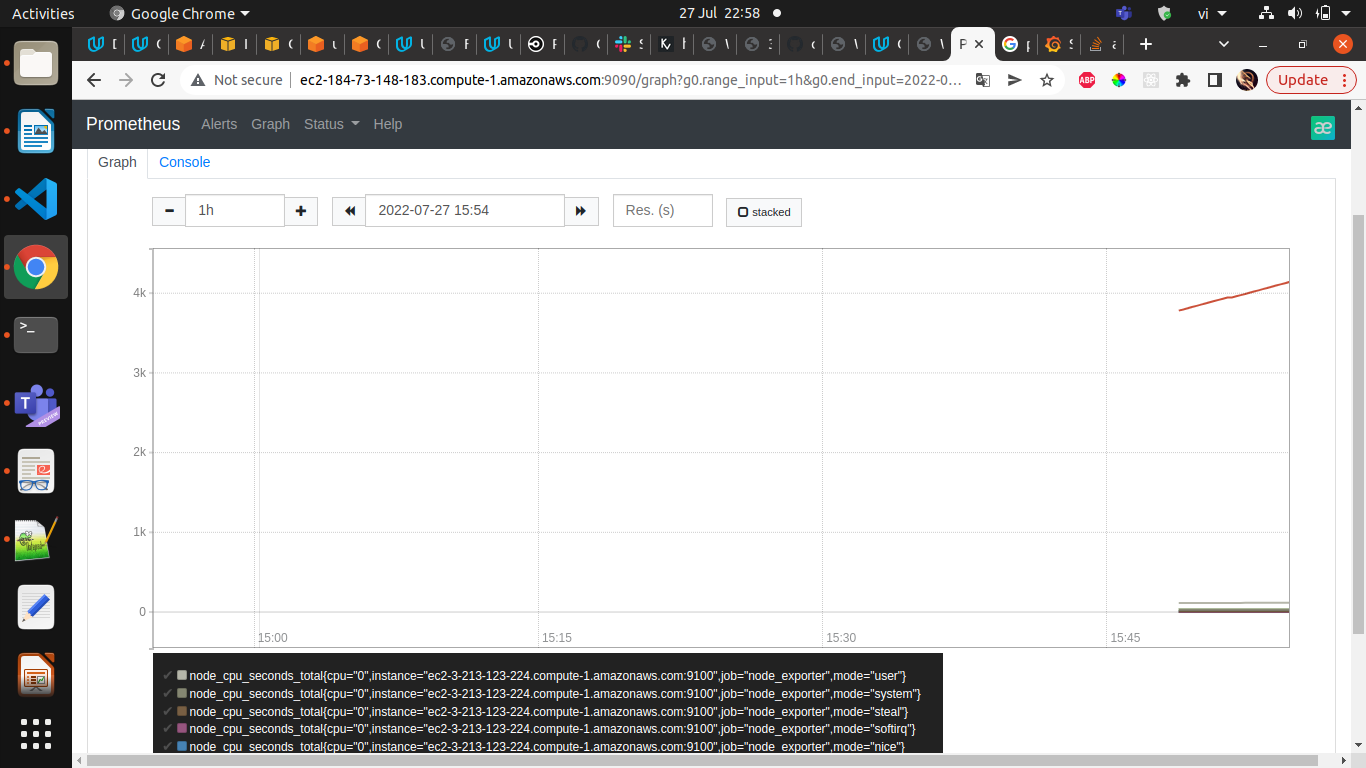 Activities
Google Chrome
27 Jul 22:58
vi
Not secure
ec2-184-73-148-183.compute-1.amazonaws.com:9090/graph?g0.range_input=1h&g0.end_input=2022-0…
ABP
Update
Prometheus
Alerts
Graph
Status
Help
æ
Graph
Console
1h
2022-07-27 15:54
Res. (s)
stacked
4k
3k
2k
1k
0
15:00
15:15
15:30
15:45
node_cpu_seconds_total{cpu="0",instance="ec2-3-213-123-224.compute-1.amazonaws.com:9100",job="node_exporter",mode="user"}
node_cpu_seconds_total{cpu="0",instance="ec2-3-213-123-224.compute-1.amazonaws.com:9100",job="node_exporter",mode="system"}
node_cpu_seconds_total{cpu="0",instance="ec2-3-213-123-224.compute-1.amazonaws.com:9100",job="node_exporter",mode="steal"}
node_cpu_seconds_total{cpu="0",instance="ec2-3-213-123-224.compute-1.amazonaws.com:9100",job="node_exporter",mode="softirq"}
node_cpu_seconds_total{cpu="0",instance="ec2-3-213-123-224.compute-1.amazonaws.com:9100",job="node_exporter",mode="nice"}